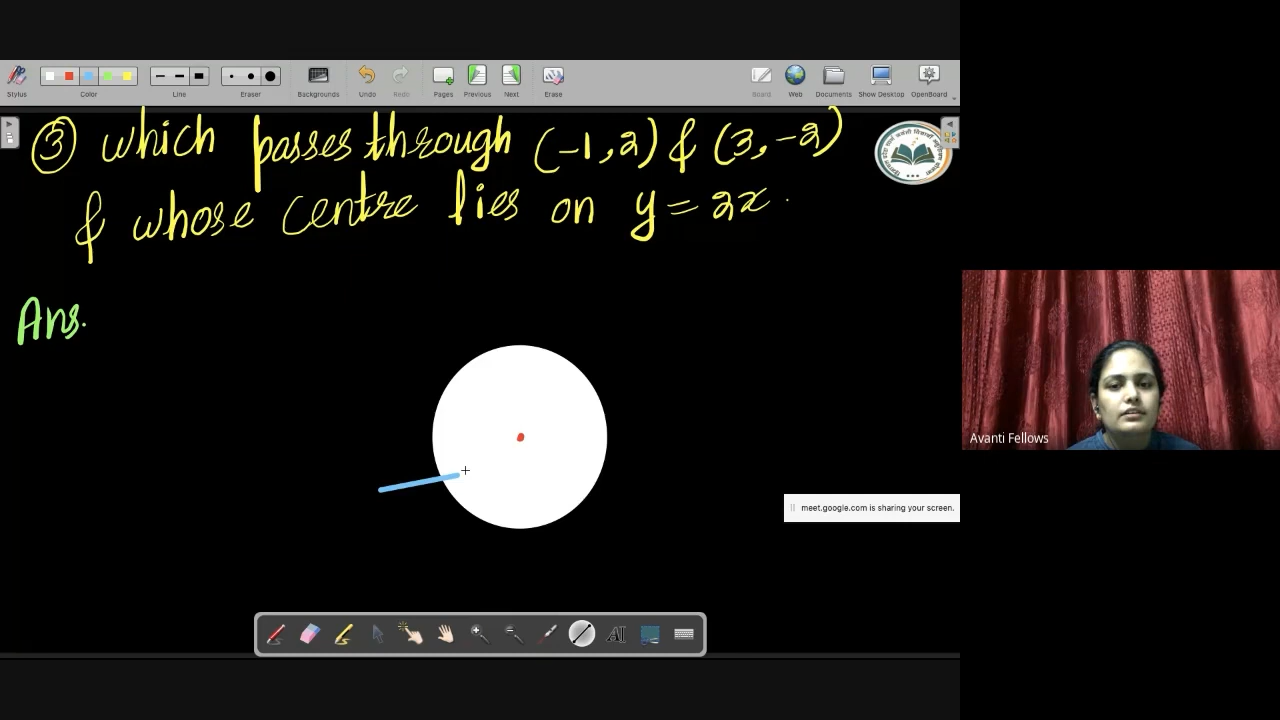 Stylus Color Line Eraser Backgrounds Undo Redo Pages Previous Next Erase Board Web Documents Show Desktop OpenBoard
③ which passes through (-1,2) & (3,-2)
& whose centre lies on y=2x.
Ans.
Avanti Fellows
meet.google.com is sharing your screen.
AI